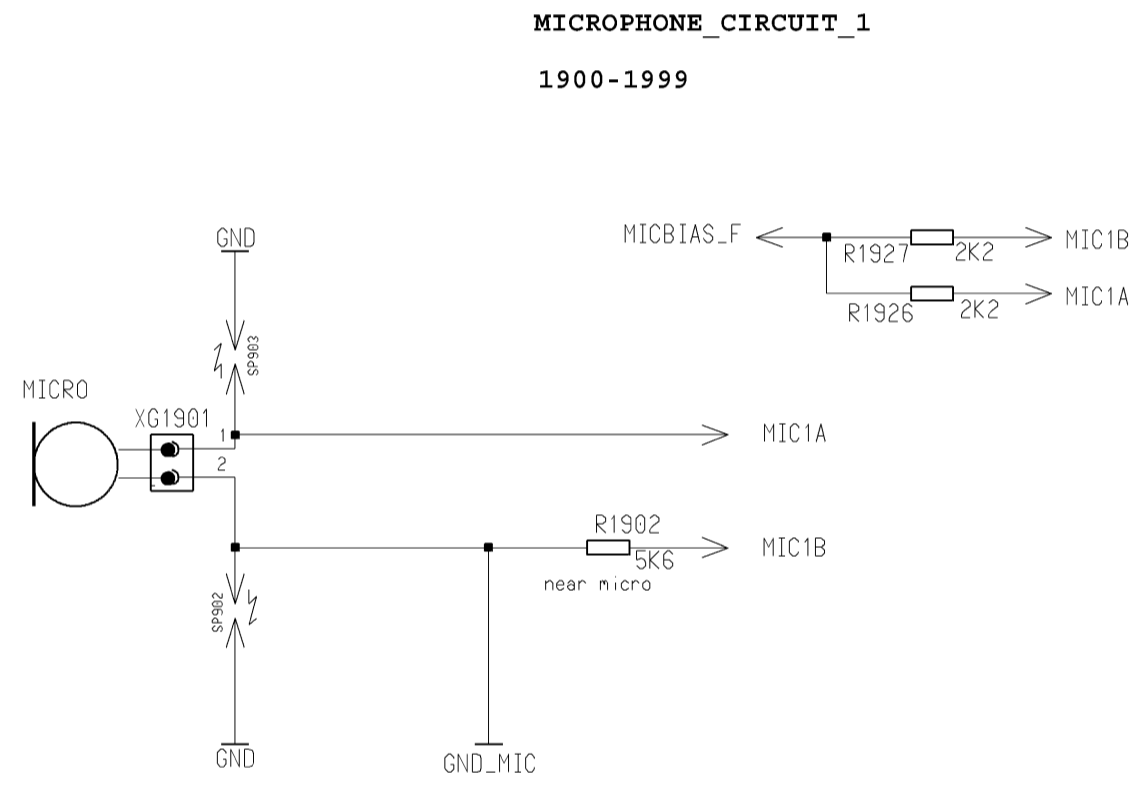 MICROPHONE_CIRCUIT_1
1900-1999
GND
MICBIAS_F
R1927
2K2
MIC1B
R1926
2K2
MIC1A
SP903
MICRO
XG1901
1
2
MIC1A
R1902
5K6
MIC1B
near micro
SP902
GND
GND_MIC